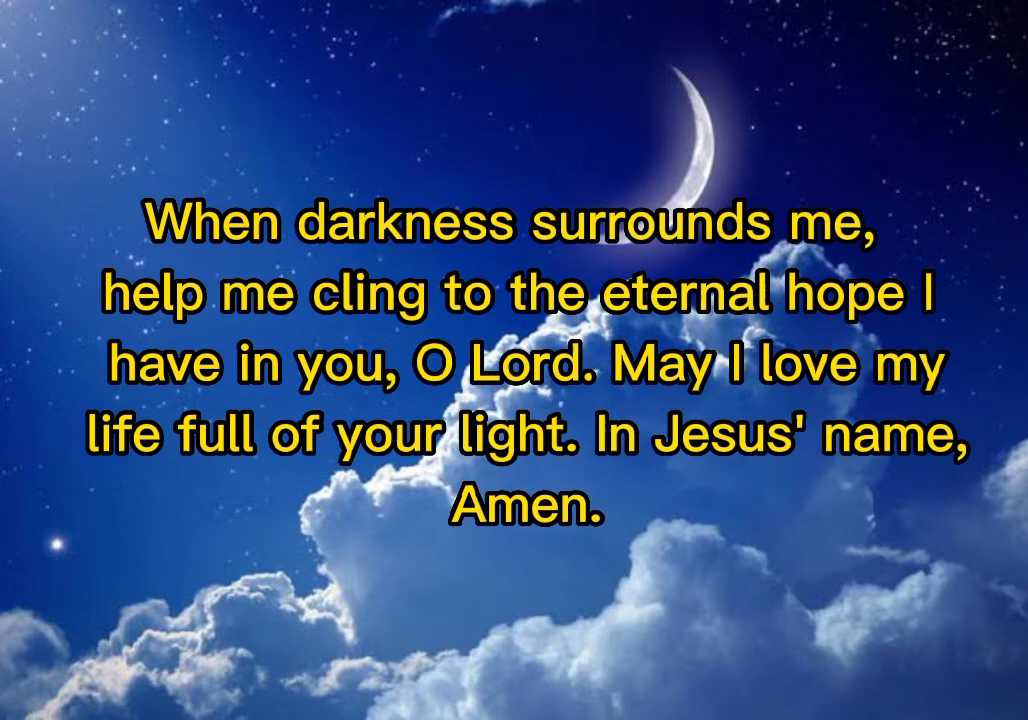 When darkness surrounds me,
help me cling to the eternal hope I
have in you, O Lord. May I love my
life full of your light. In Jesus' name,
Amen.